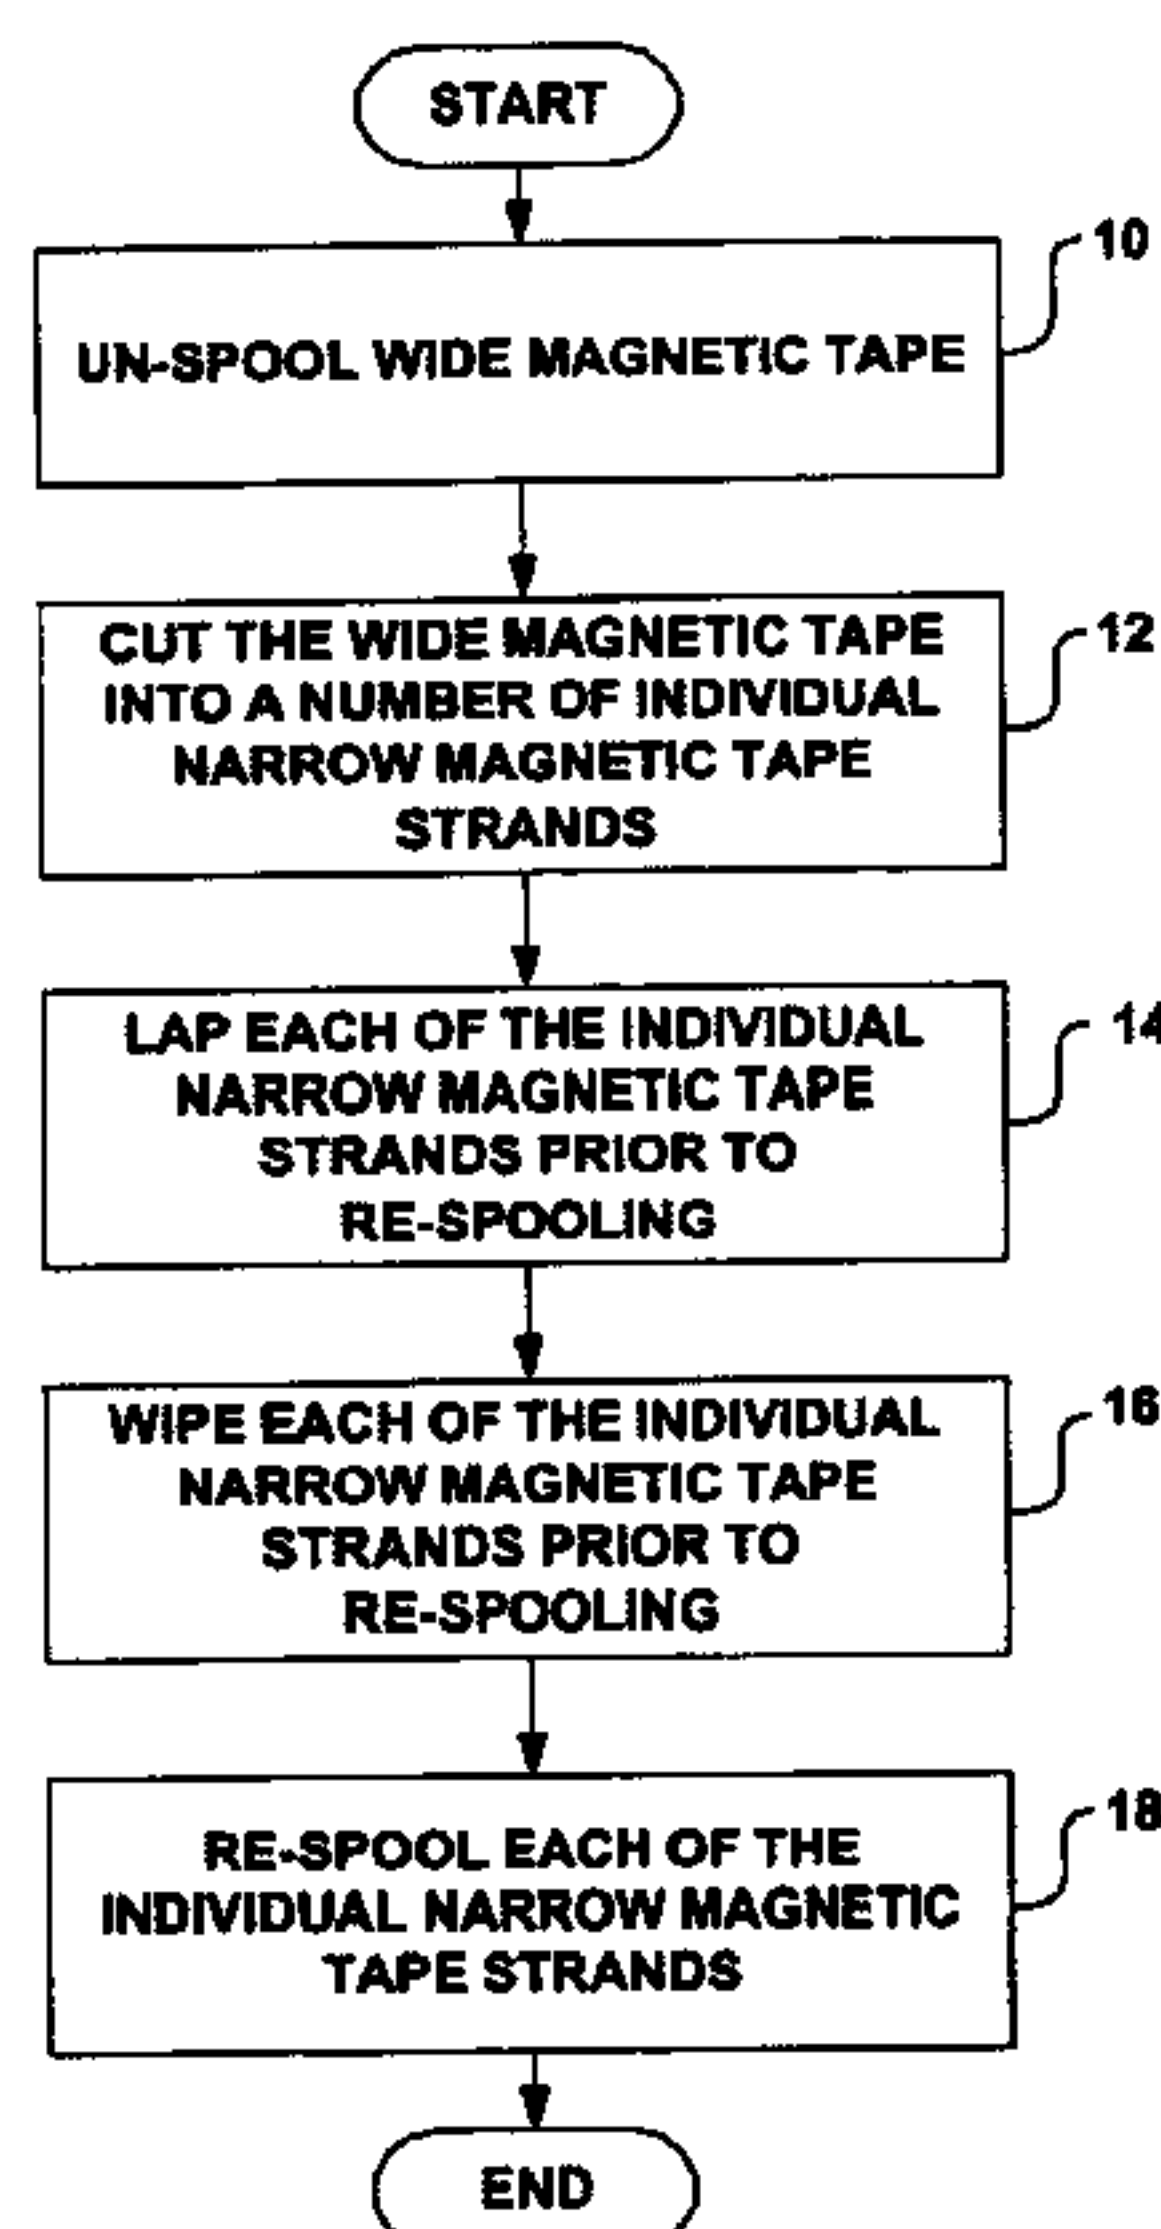 START
10
UN-SPOOL WIDE MAGNETIC TAPE
12
CUT THE WIDE MAGNETIC TAPE
INTO A NUMBER OF INDIVIDUAL
NARROW MAGNETIC TAPE
STRANDS
14
LAP EACH OF THE INDIVIDUAL
NARROW MAGNETIC TAPE
STRANDS PRIOR TO
RE-SPOOLING
16
WIPE EACH OF THE INDIVIDUAL
NARROW MAGNETIC TAPE
STRANDS PRIOR TO
RE-SPOOLING
18
RE-SPOOL EACH OF THE
INDIVIDUAL NARROW MAGNETIC
TAPE STRANDS
END